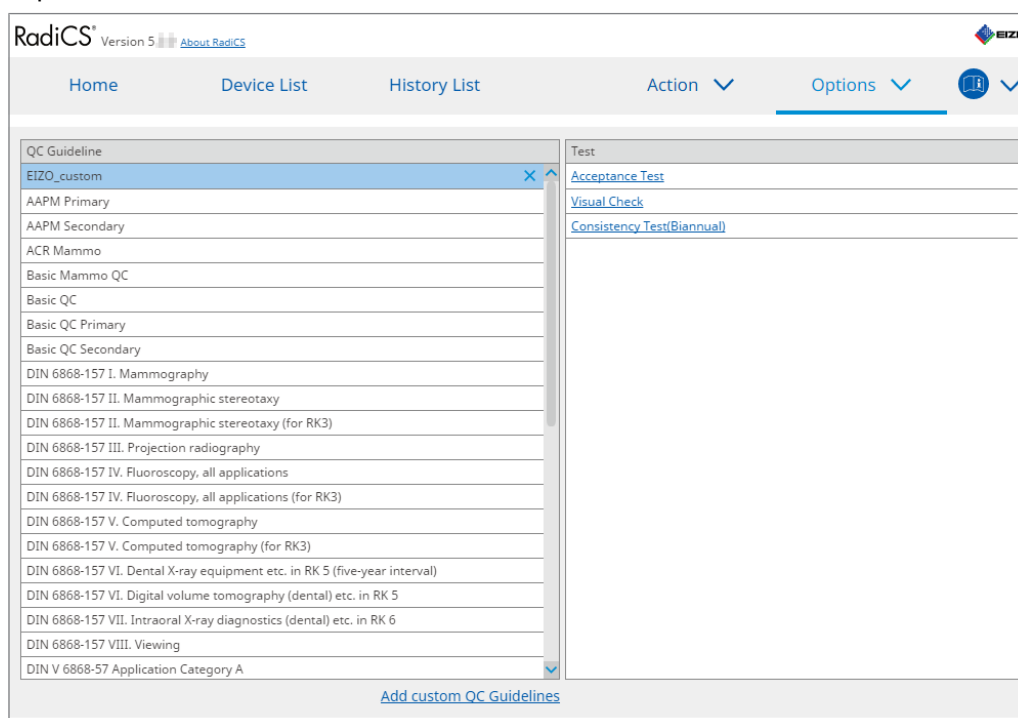 RadiCS® Version 5. About RadiCS
EIZ
Home Device List History List Action Options
QC Guideline Test
EIZO_custom Acceptance Test
AAPM Primary Visual Check
AAPM Secondary Consistency Test(Biannual)
ACR Mammo
Basic Mammo QC
Basic QC
Basic QC Primary
Basic QC Secondary
DIN 6868-157 I. Mammography
DIN 6868-157 II. Mammographic stereotaxy
DIN 6868-157 II. Mammographic stereotaxy (for RK3)
DIN 6868-157 III. Projection radiography
DIN 6868-157 IV. Fluoroscopy, all applications
DIN 6868-157 IV. Fluoroscopy, all applications (for RK3)
DIN 6868-157 V. Computed tomography
DIN 6868-157 V. Computed tomography (for RK3)
DIN 6868-157 VI. Dental X-ray equipment etc. in RK 5 (five-year interval)
DIN 6868-157 VI. Digital volume tomography (dental) etc. in RK 5
DIN 6868-157 VII. Intraoral X-ray diagnostics (dental) etc. in RK 6
DIN 6868-157 VIII. Viewing
DIN V 6868-57 Application Category A
Add custom QC Guidelines